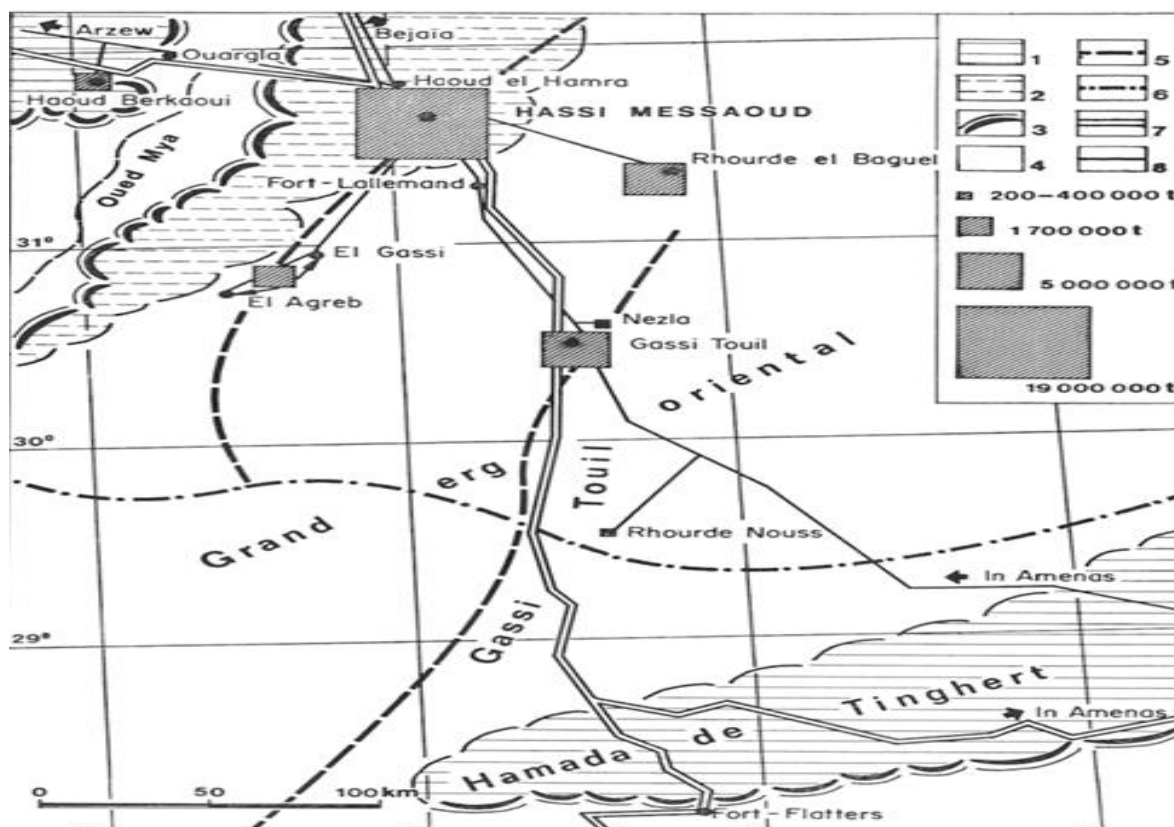 Arzew
Bejaïa
Ouargla
Haoud el Hamra
Haoud Berkaoui
HASSI MESSAOUD
Oued Mya
Rhourde el Baguel
Fort-Lallemand
31°
El Gassi
El Agreb
Nezla
Gassi Touil
30°
Grand erg oriental
Gassi Touil
Rhourde Nouss
In Amenas
29°
Hamada de Tinghert
In Amenas
0 50 100 km
Fort-Flatters
1
2
3
4
5
6
7
8
200-400 000 t
1 700 000 t
5 000 000 t
19 000 000 t